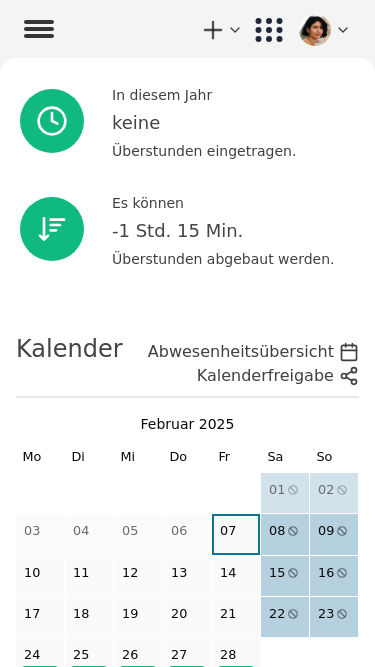 In diesem Jahr
keine
Überstunden eingetragen.
Es können
-1 Std. 15 Min.
Überstunden abgebaut werden.
Kalender
Abwesenheitsübersicht
Kalenderfreigabe
Februar 2025
Mo Di Mi Do Fr Sa So
01 02
03 04 05 06 07 08 09
10 11 12 13 14 15 16
17 18 19 20 21 22 23
24 25 26 27 28